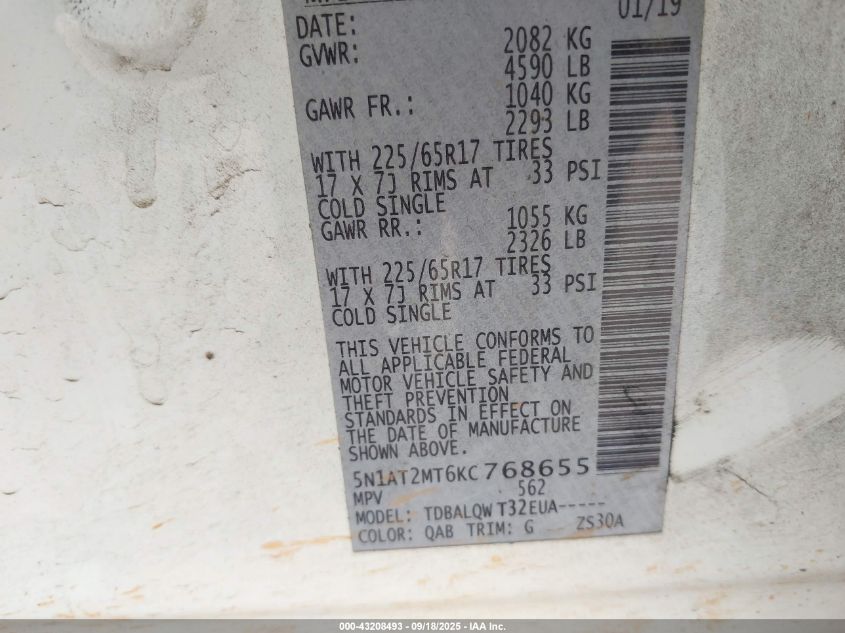 DATE: 01/19
GVWR: 2082 KG
4590 LB
GAWR FR.: 1040 KG
2293 LB
WITH 225/65R17 TIRES
17 X 7J RIMS AT 33 PSI
COLD SINGLE
GAWR RR.: 1055 KG
2326 LB
WITH 225/65R17 TIRES
17 X 7J RIMS AT 33 PSI
COLD SINGLE
THIS VEHICLE CONFORMS TO
ALL APPLICABLE FEDERAL
MOTOR VEHICLE SAFETY AND
THEFT PREVENTION
STANDARDS IN EFFECT ON
THE DATE OF MANUFACTURE
SHOWN ABOVE.
5N1AT2MT6KC768655
MPV 562
MODEL: TDBALQWT32EUA-----
COLOR: QAB TRIM: G ZS30A
000-43208493 - 09/18/2025 - IAA Inc.